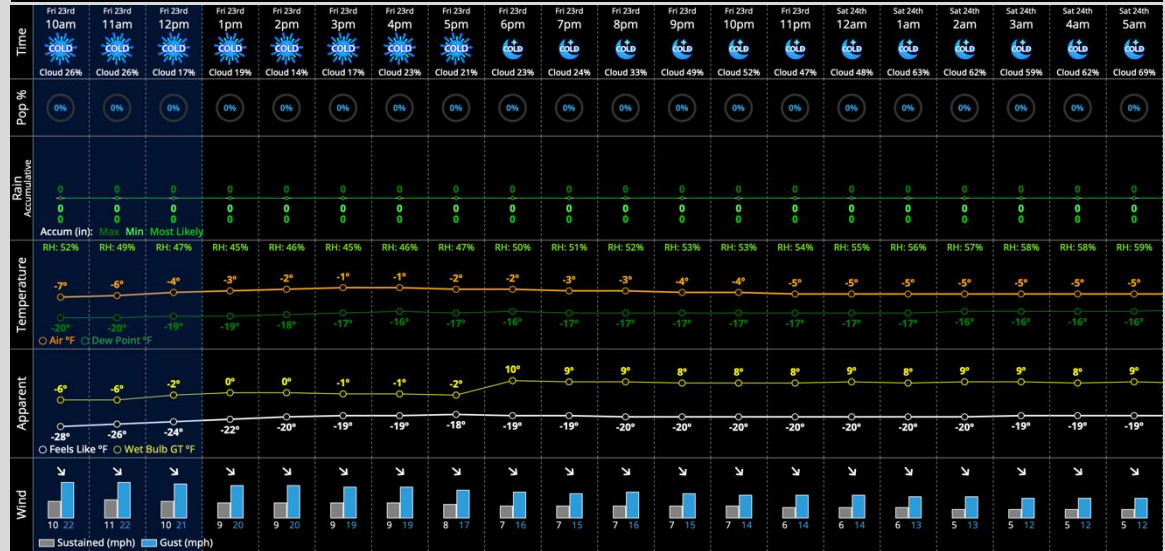 Fri 23rd Fri 23rd Fri 23rd Fri 23rd Fri 23rd Fri 23rd Fri 23rd Fri 23rd Fri 23rd Fri 23rd Fri 23rd Fri 23rd Fri 23rd Fri 23rd Sat 24th Sat 24th Sat 24th Sat 24th Sat 24th Sat 24th
Time 10am 11am 12pm 1pm 2pm 3pm 4pm 5pm 6pm 7pm 8pm 9pm 10pm 11pm 12am 1am 2am 3am 4am 5am
COLD COLD COLD COLD COLD COLD COLD COLD COLD COLD COLD COLD COLD COLD COLD COLD COLD COLD COLD COLD
Cloud 26% Cloud 26% Cloud 17% Cloud 19% Cloud 14% Cloud 17% Cloud 23% Cloud 21% Cloud 23% Cloud 24% Cloud 33% Cloud 49% Cloud 52% Cloud 47% Cloud 48% Cloud 63% Cloud 62% Cloud 59% Cloud 62% Cloud 69%
Pop % 0% 0% 0% 0% 0% 0% 0% 0% 0% 0% 0% 0% 0% 0% 0% 0% 0% 0% 0% 0%
Rain
Accumulative
0 0 0 0 0 0 0 0 0 0 0 0 0 0 0 0 0 0 0 0
0 0 0 0 0 0 0 0 0 0 0 0 0 0 0 0 0 0 0 0
0 0 0 0 0 0 0 0 0 0 0 0 0 0 0 0 0 0 0 0
Accum (in): Max Min Most Likely
RH: 52% RH: 49% RH: 47% RH: 45% RH: 46% RH: 45% RH: 46% RH: 47% RH: 50% RH: 51% RH: 52% RH: 53% RH: 53% RH: 54% RH: 55% RH: 56% RH: 57% RH: 58% RH: 58% RH: 59%
Temperature
-7° -6° -4° -3° -2° -1° -1° -2° -2° -3° -3° -4° -4° -5° -5° -5° -5° -5° -5° -5°
-20° -20° -19° -19° -18° -17° -16° -17° -16° -17° -17° -17° -17° -17° -17° -17° -16° -16° -16° -16°
Air °F Dew Point °F
Apparent
-6° -6° -2° 0° 0° -1° -1° -2° 10° 9° 9° 8° 8° 8° 9° 8° 9° 9° 8° 9°
-28° -26° -24° -22° -20° -19° -19° -18° -19° -19° -20° -20° -20° -20° -20° -20° -20° -19° -19° -19°
Feels Like °F Wet Bulb GT °F
Wind
10 22 11 22 10 21 9 20 9 20 9 19 9 19 8 17 7 16 7 15 7 16 7 15 7 14 6 14 6 14 6 13 5 13 5 12 5 12 5 12
Sustained (mph) Gust (mph)